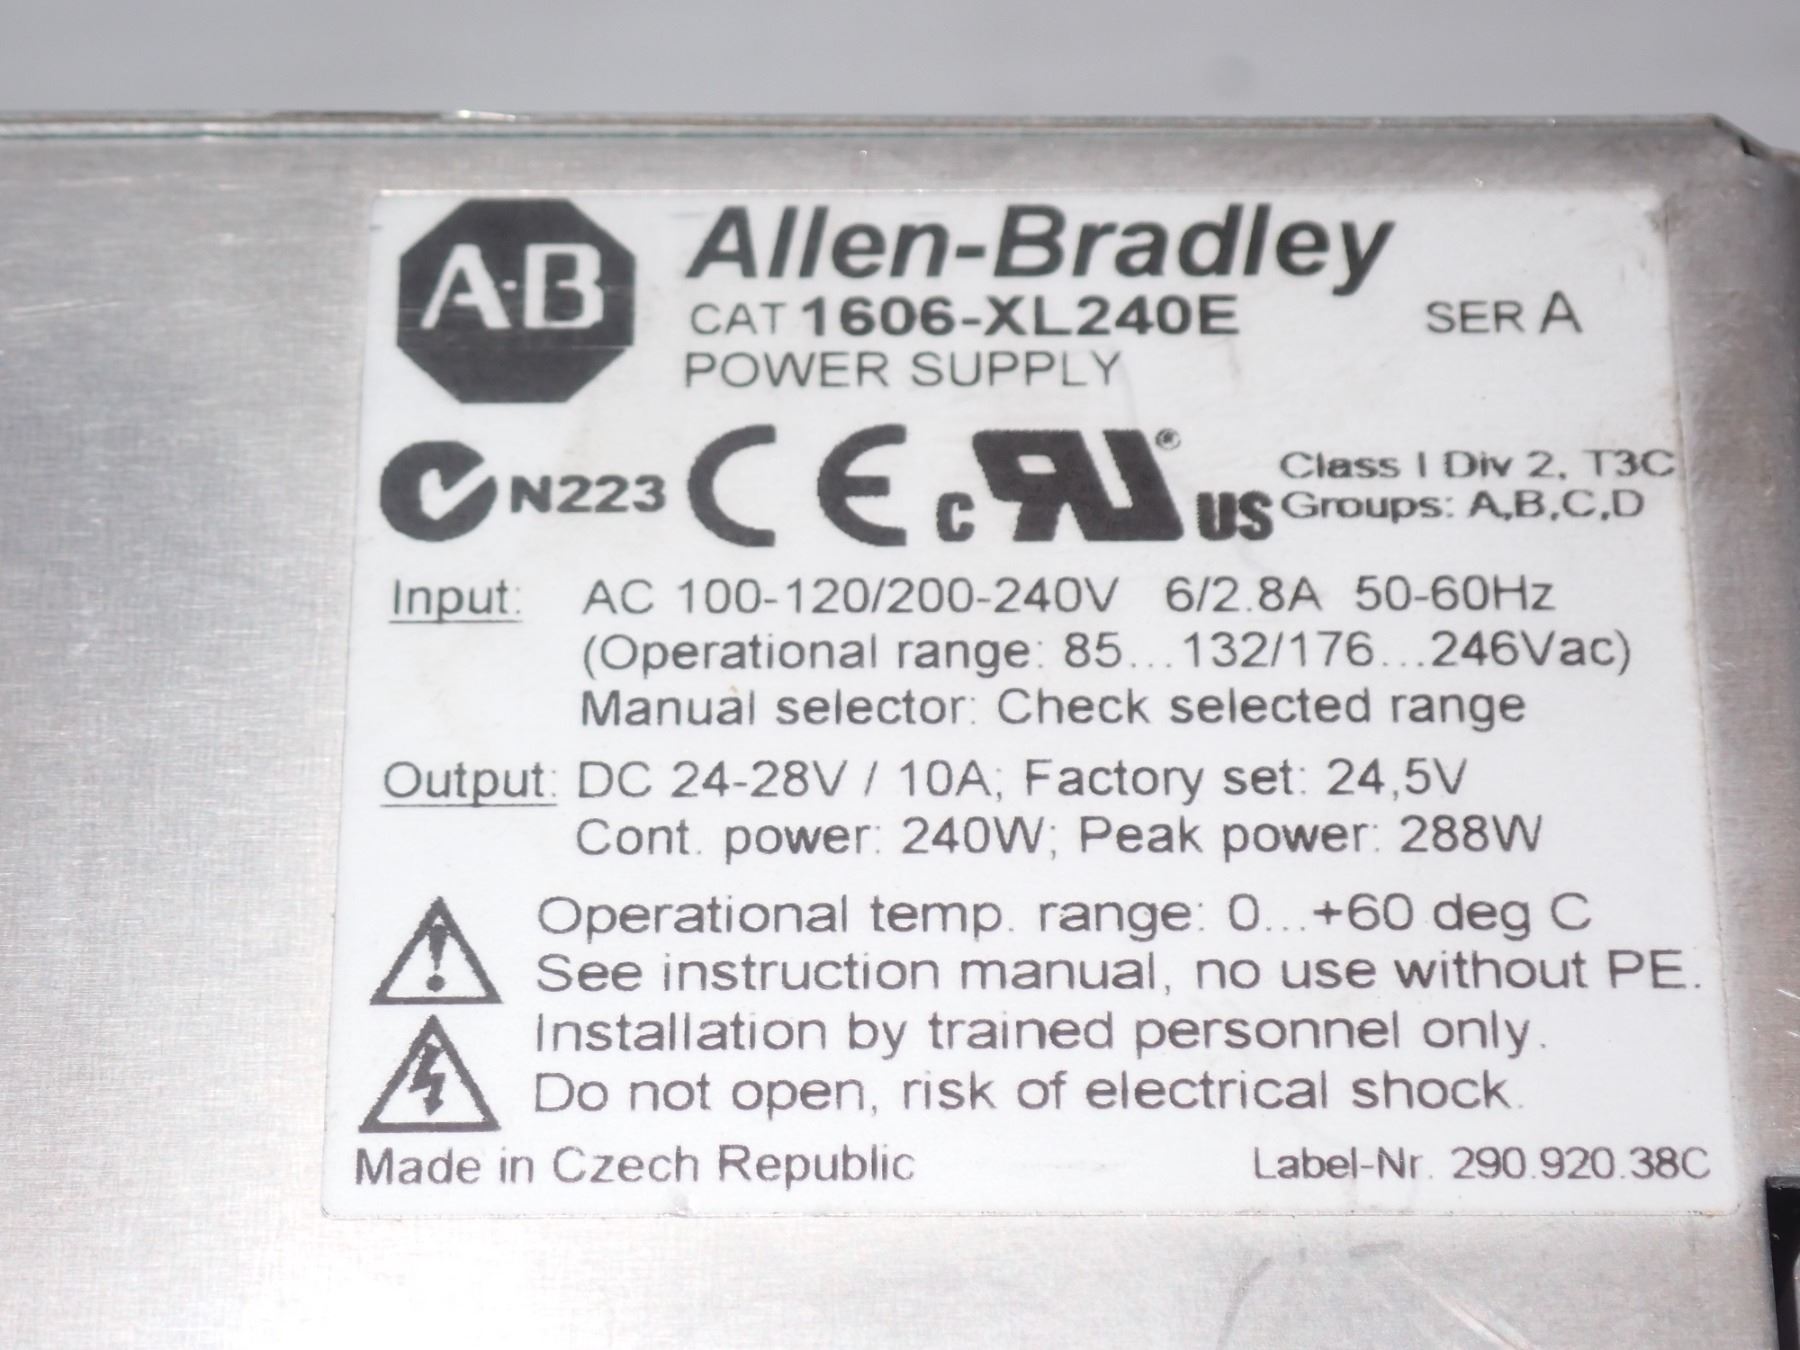 A-B Allen-Bradley
CAT 1606-XL240E SER A
POWER SUPPLY
N223 CE c RU ® US Class I Div 2, T3C
Groups: A,B,C,D
Input: AC 100-120/200-240V 6/2.8A 50-60Hz
(Operational range: 85...132/176...246Vac)
Manual selector: Check selected range
Output: DC 24-28V / 10A; Factory set: 24,5V
Cont. power: 240W; Peak power: 288W
Operational temp. range: 0...+60 deg C
See instruction manual, no use without PE.
Installation by trained personnel only.
Do not open, risk of electrical shock.
Made in Czech Republic Label-Nr. 290.920.38C